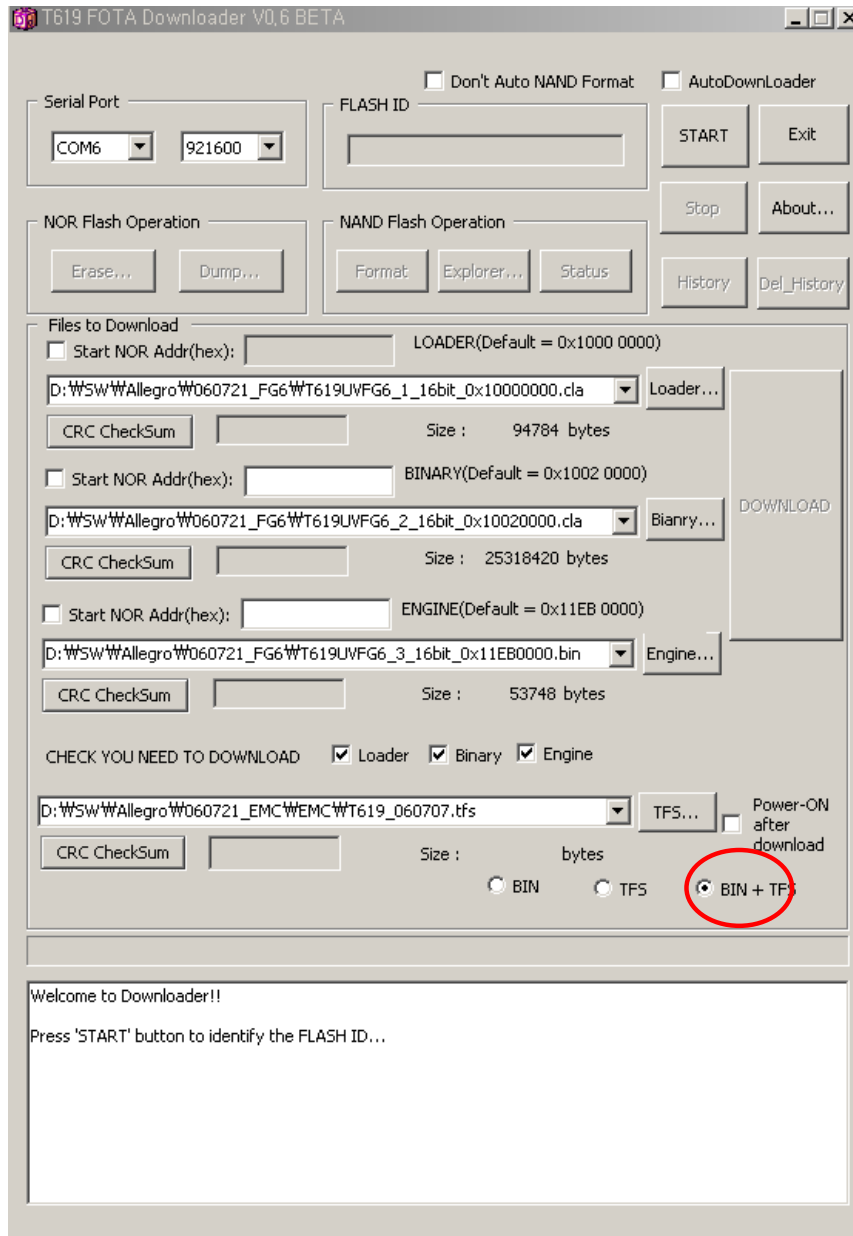 T619 FOTA Downloader V0,6 BETA
Don't Auto NAND Format
AutoDownLoader
Serial Port
FLASH ID
COM6
921600
START
Exit
Stop
About...
NOR Flash Operation
NAND Flash Operation
Erase...
Dump...
Format
Explorer...
Status
History
Del_History
Files to Download
Start NOR Addr(hex):
LOADER(Default = 0x1000 0000)
D:₩SW₩Allegro₩060721_FG6₩T619UVFG6_1_16bit_0x10000000.cla
Loader...
CRC CheckSum
Size : 94784 bytes
Start NOR Addr(hex):
BINARY(Default = 0x1002 0000)
D:₩SW₩Allegro₩060721_FG6₩T619UVFG6_2_16bit_0x10020000.cla
Bianry...
DOWNLOAD
CRC CheckSum
Size : 25318420 bytes
Start NOR Addr(hex):
ENGINE(Default = 0x11EB 0000)
D:₩SW₩Allegro₩060721_FG6₩T619UVFG6_3_16bit_0x11EB0000.bin
Engine...
CRC CheckSum
Size : 53748 bytes
CHECK YOU NEED TO DOWNLOAD
Loader
Binary
Engine
D:₩SW₩Allegro₩060721_EMC₩EMC₩T619_060707.tfs
TFS...
Power-ON
after
download
CRC CheckSum
Size : bytes
BIN
TFS
BIN + TFS
Welcome to Downloader!!
Press 'START' button to identify the FLASH ID...